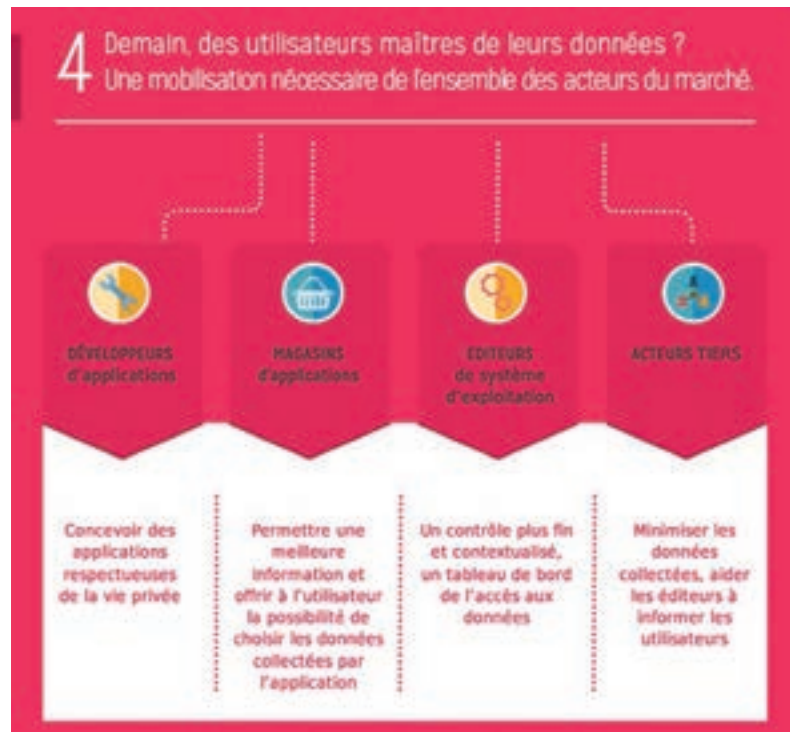 4
Demain, des utilisateurs maîtres de leurs données ?
Une mobilisation nécessaire de l'ensemble des acteurs du marché.
DÉVELOPPEURS
d'applications
MAGASINS
d'applications
EDITEURS
de système
d'exploitation
ACTEURS TIERS
Concevoir des
applications
respectueuses
de la vie privée
Permettre une
meilleure
information et
offrir à l'utilisateur
la possibilité de
choisir les données
collectées par
l'application
Un contrôle plus fin
et contextualisé,
un tableau de bord
de l'accès aux
données
Minimiser les
données
collectées, aider
les éditeurs à
informer les
utilisateurs